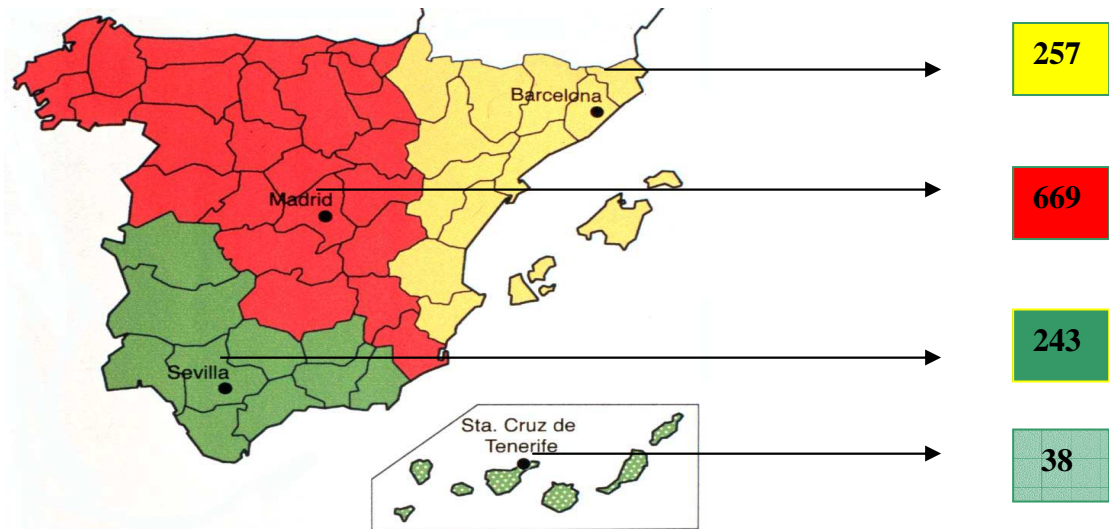 257
Barcelona
669
Madrid
243
Sevilla
Sta. Cruz de
Tenerife
38